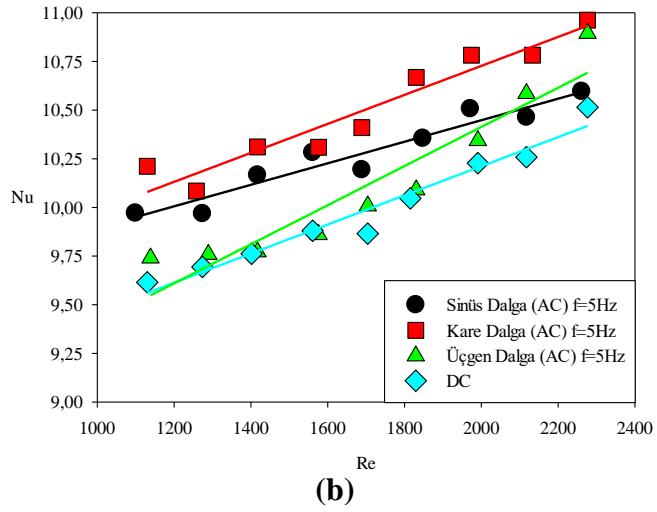 11,00
10,75
10,50
10,25
Nu
10,00
9,75
9,50
9,25
9,00
Sinüs Dalga (AC) f=5Hz
Kare Dalga (AC) f=5Hz
Üçgen Dalga (AC) f=5Hz
DC
1000 1200 1400 1600 1800 2000 2200 2400
Re
(b)